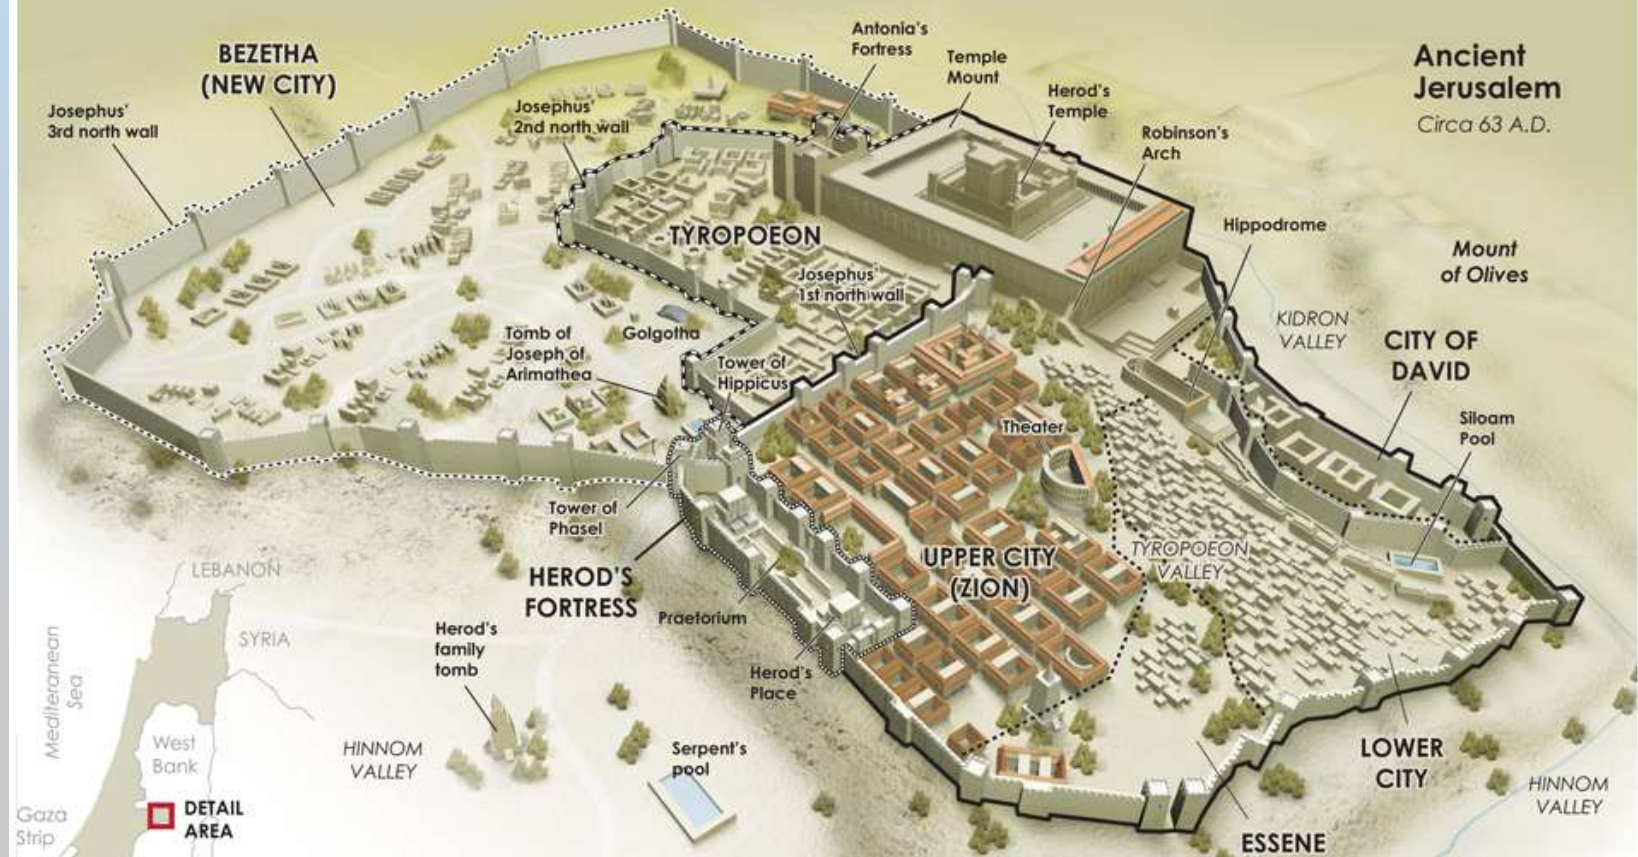 Ancient
Jerusalem
Circa 63 A.D.
BEZETHA
(NEW CITY)
Josephus'
3rd north wall
Josephus'
2nd north wall
Antonia's
Fortress
Temple
Mount
Herod's
Temple
Robinson's
Arch
Hippodrome
Mount
of Olives
KIDRON
VALLEY
CITY OF
DAVID
Siloam
Pool
TYROPOEON
Josephus'
1st north wall
Golgotha
Tomb of
Joseph of
Arimathea
Tower of
Hippicus
Theater
Tower of
Phasel
HEROD'S
FORTRESS
UPPER CITY
(ZION)
TYROPOEON
VALLEY
Praetorium
Herod's
Place
Herod's
family
tomb
HINNOM
VALLEY
Serpent's
pool
LOWER
CITY
HINNOM
VALLEY
ESSENE
LEBANON
SYRIA
Mediteranean
Sea
West
Bank
Gaza
Strip
DETAIL
AREA